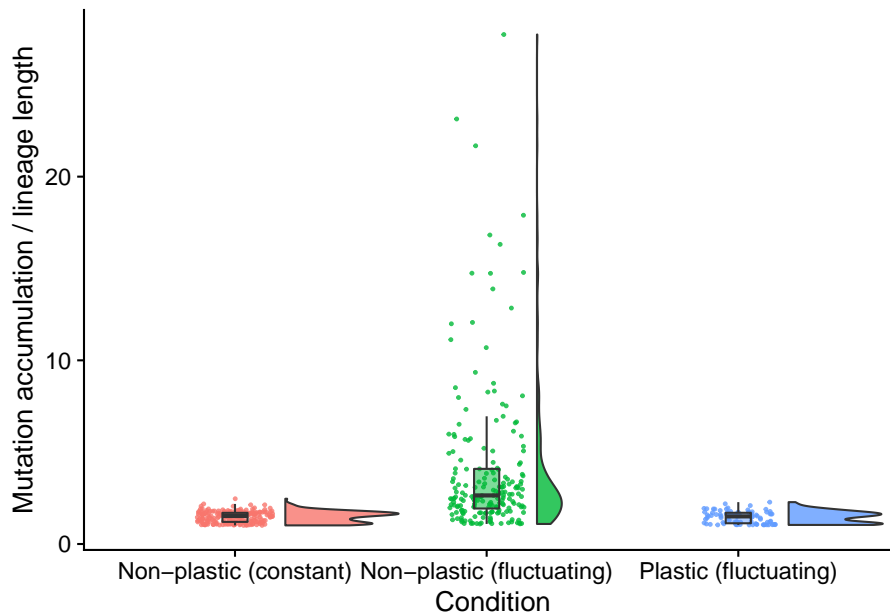 Mutation accumulation / lineage length
20
10
0
Non−plastic (constant)
Non−plastic (fluctuating)
Plastic (fluctuating)
Condition